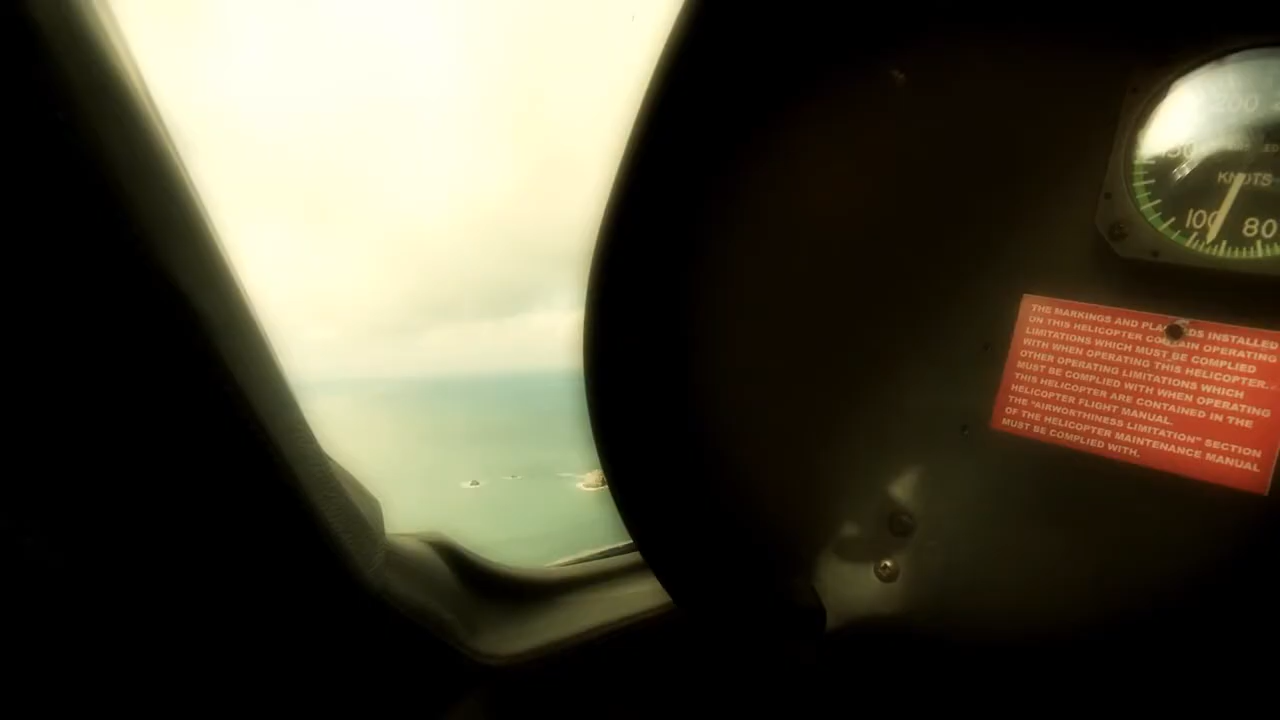 200
150
KNOTS
100 80
THE MARKINGS AND PLACARDS INSTALLED
ON THIS HELICOPTER CONTAIN OPERATING
LIMITATIONS WHICH MUST BE COMPLIED
WITH WHEN OPERATING THIS HELICOPTER.
OTHER OPERATING LIMITATIONS WHICH
MUST BE COMPLIED WITH WHEN OPERATING
THIS HELICOPTER ARE CONTAINED IN THE
HELICOPTER FLIGHT MANUAL.
THE "AIRWORTHINESS LIMITATION" SECTION
OF THE HELICOPTER MAINTENANCE MANUAL
MUST BE COMPLIED WITH.